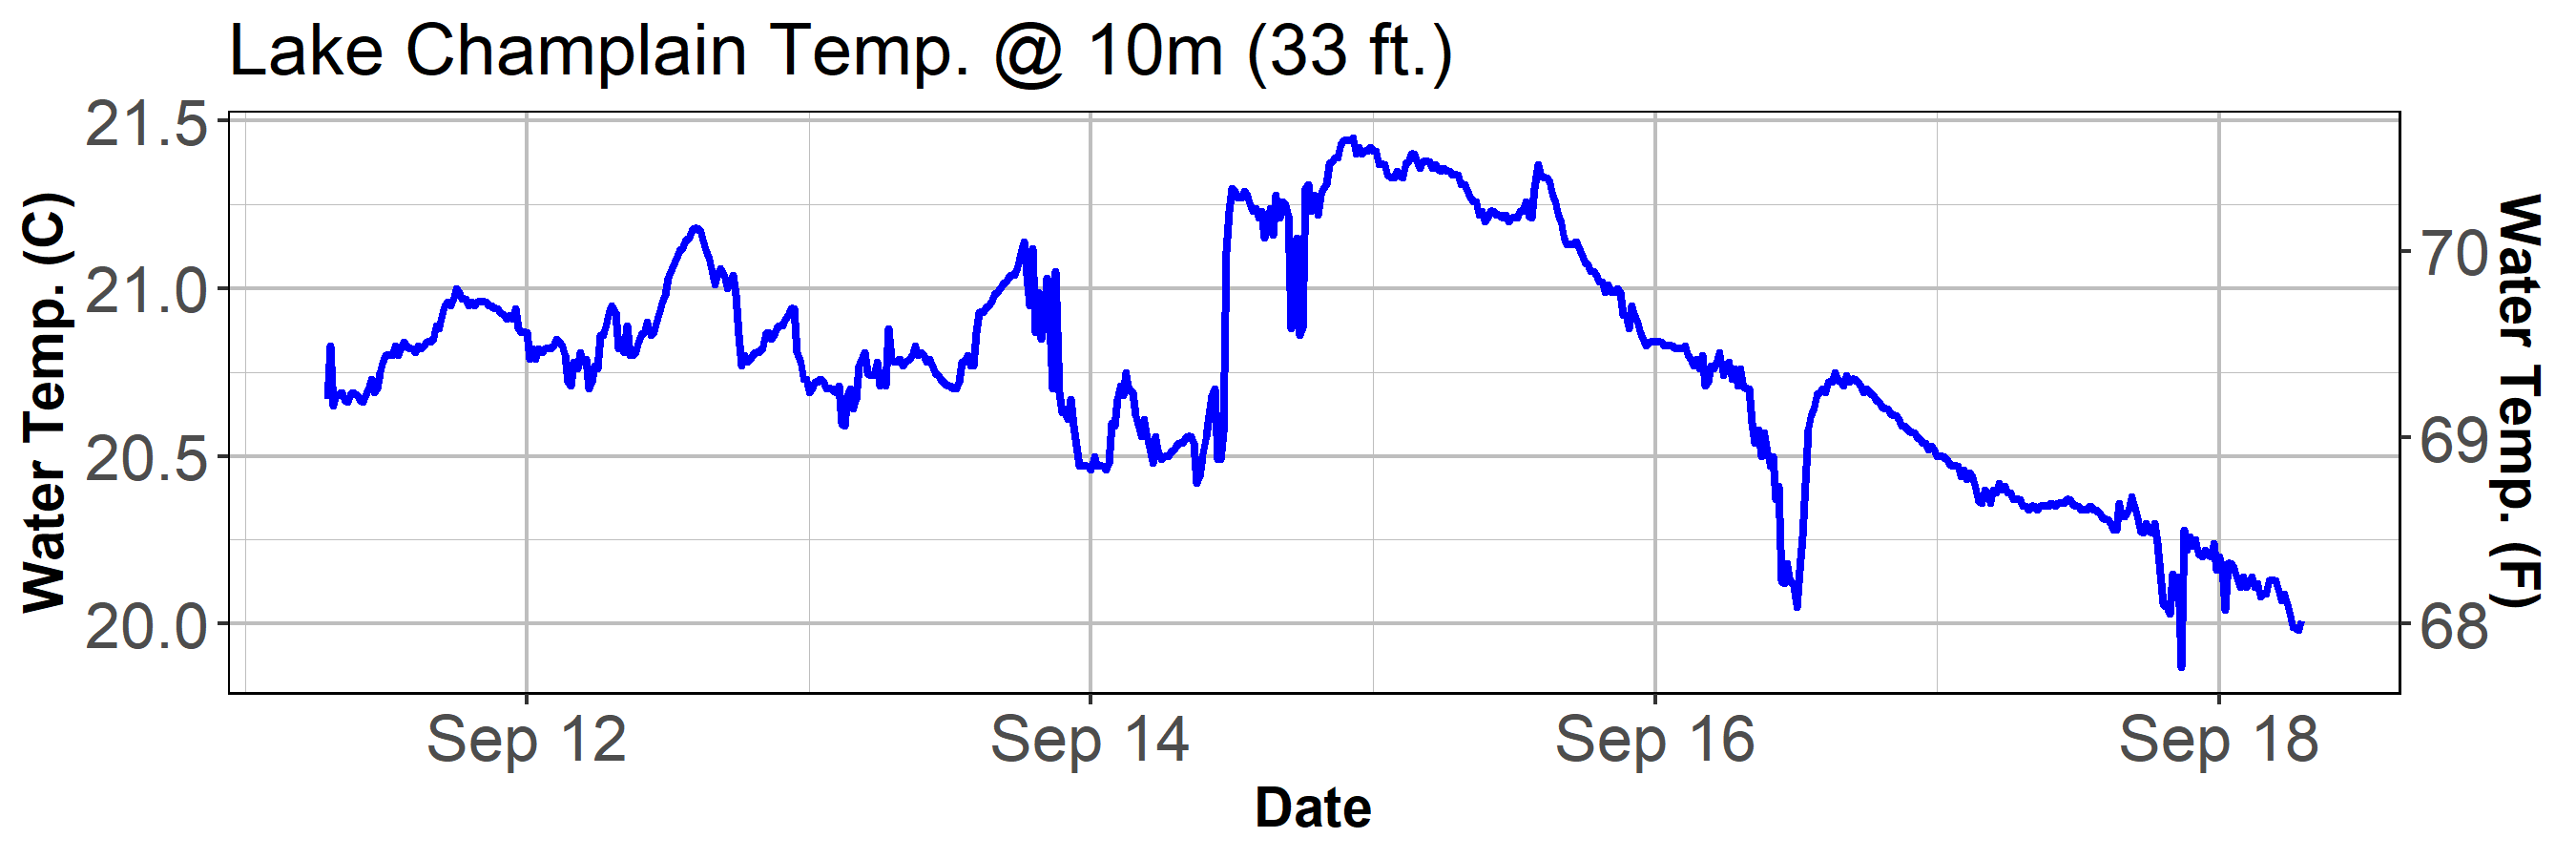 Lake Champlain Temp. @ 10m (33 ft.)
Water Temp. (C)
21.5
21.0
20.5
20.0
70
69
68
Water Temp. (F)
Sep 12
Sep 14
Sep 16
Sep 18
Date